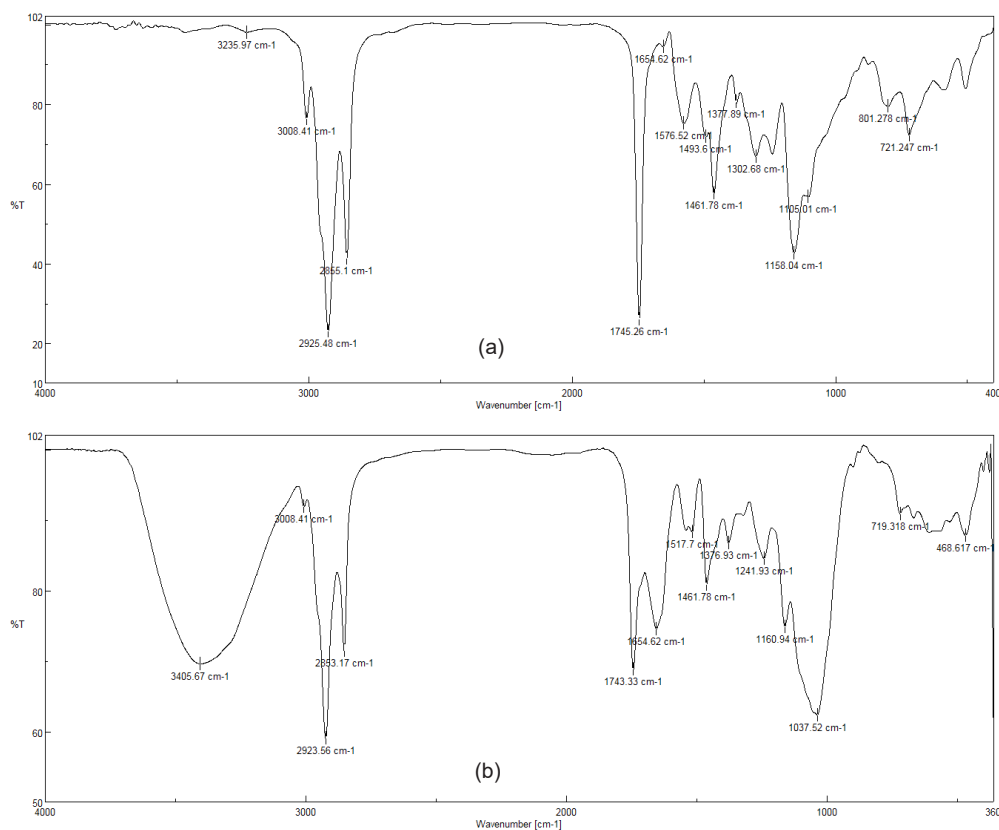 102
80
60
%T
40
20
10
4000
3000
2000
1000
400
Wavenumber [cm-1]
3235.97 cm-1
3008.41 cm-1
2925.48 cm-1
2855.1 cm-1
1745.26 cm-1
1654.62 cm-1
1576.52 cm-1
1493.6 cm-1
1461.78 cm-1
1377.89 cm-1
1302.68 cm-1
1158.04 cm-1
1105.01 cm-1
801.278 cm-1
721.247 cm-1
(a)
102
80
%T
60
50
4000
3000
2000
1000
360
Wavenumber [cm-1]
3405.67 cm-1
3008.41 cm-1
2923.56 cm-1
2853.17 cm-1
1743.33 cm-1
1654.62 cm-1
1517.7 cm-1
1461.78 cm-1
1376.93 cm-1
1241.93 cm-1
1160.94 cm-1
1037.52 cm-1
719.318 cm-1
468.617 cm-1
(b)